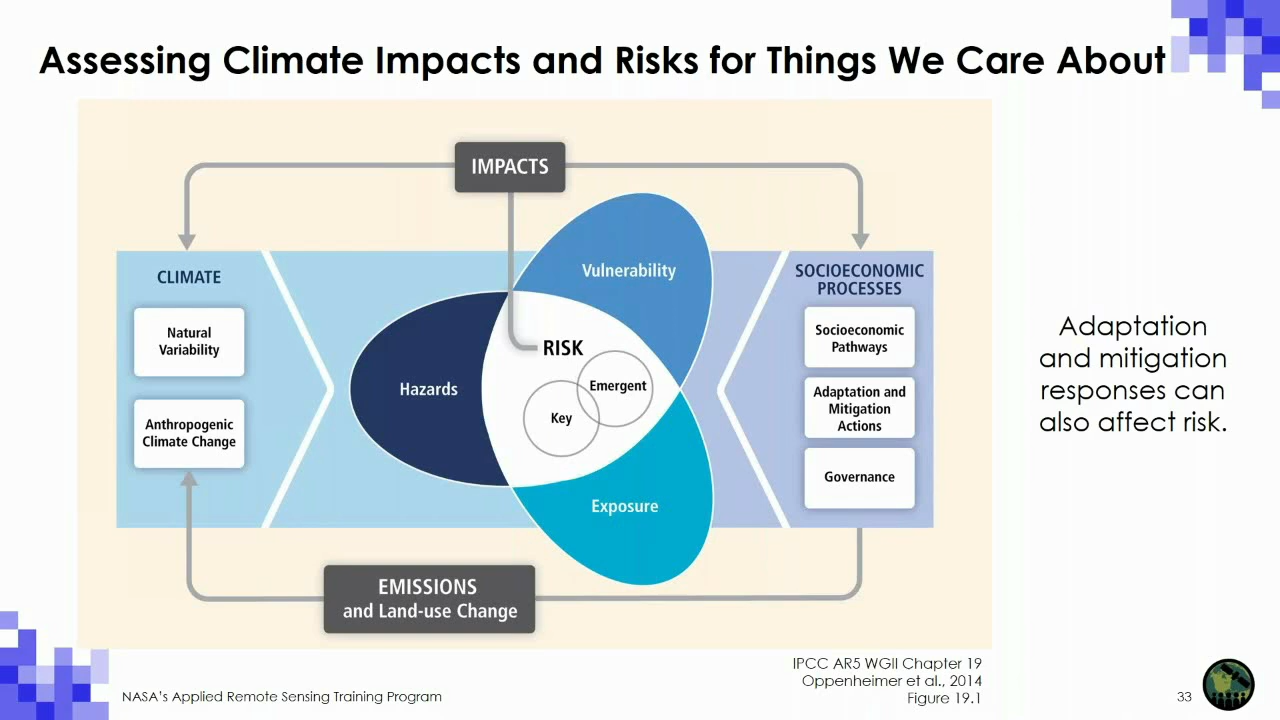 Assessing Climate Impacts and Risks for Things We Care About
IMPACTS
CLIMATE
Natural
Variability
Anthropogenic
Climate Change
Vulnerability
Hazards
RISK
Emergent
Key
Exposure
SOCIOECONOMIC
PROCESSES
Socioeconomic
Pathways
Adaptation and
Mitigation
Actions
Governance
EMISSIONS
and Land-use Change
Adaptation
and mitigation
responses can
also affect risk.
IPCC AR5 WGII Chapter 19
Oppenheimer et al., 2014
Figure 19.1
NASA's Applied Remote Sensing Training Program
33